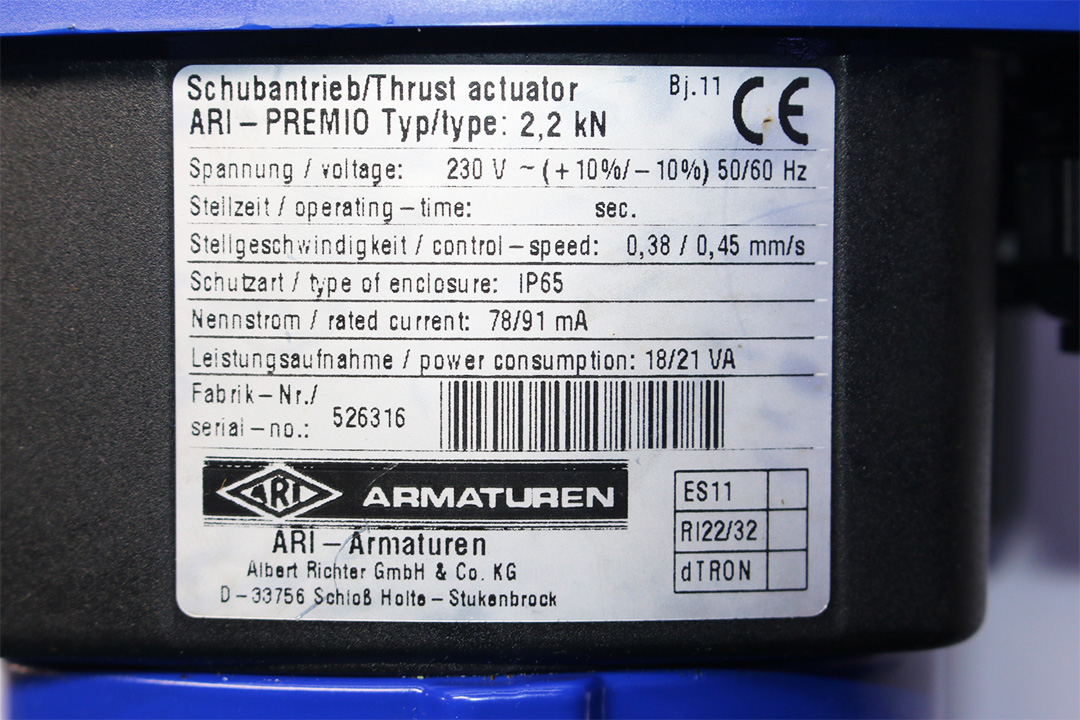 Schubantrieb/Thrust actuator Bj.11 CE
ARI – PREMIO Typ/type: 2,2 kN
Spannung / voltage: 230 V ~ (+10%/–10%) 50/60 Hz
Stellzeit / operating – time: sec.
Stellgeschwindigkeit / control – speed: 0,38 / 0,45 mm/s
Schutzart / type of enclosure: IP65
Nennstrom / rated current: 78/91 mA
Leistungsaufnahme / power consumption: 18/21 VA
Fabrik – Nr./
serial – no.: 526316
ARI ARMATUREN
ARI – Armaturen
Albert Richter GmbH & Co. KG
D – 33756 Schloß Holte – Stukenbrock
ES11
RI22/32
dTRON